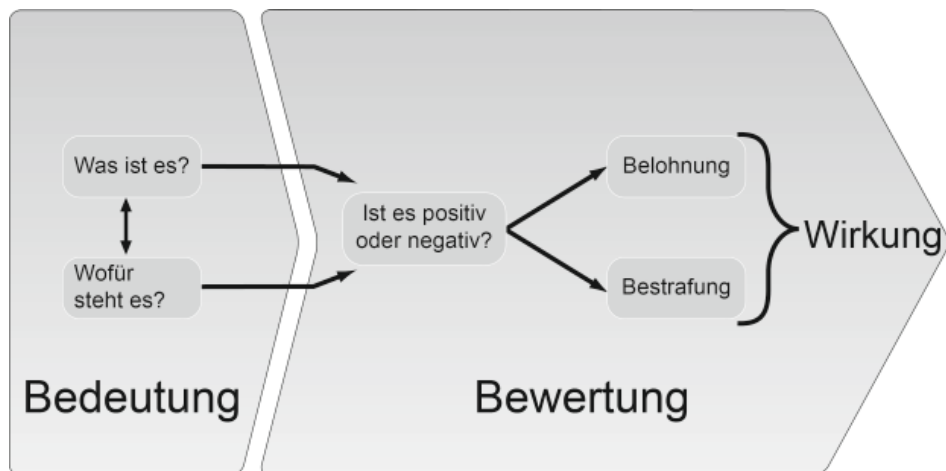 Was ist es?
Wofür
steht es?
Bedeutung
Ist es positiv
oder negativ?
Belohnung
Bestrafung
Wirkung
Bewertung